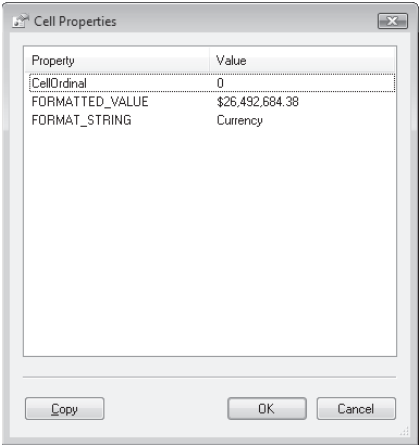 Cell Properties
Property Value
CellOrdinal 0
FORMATTED_VALUE $26,492,684.38
FORMAT_STRING Currency
Copy OK Cancel